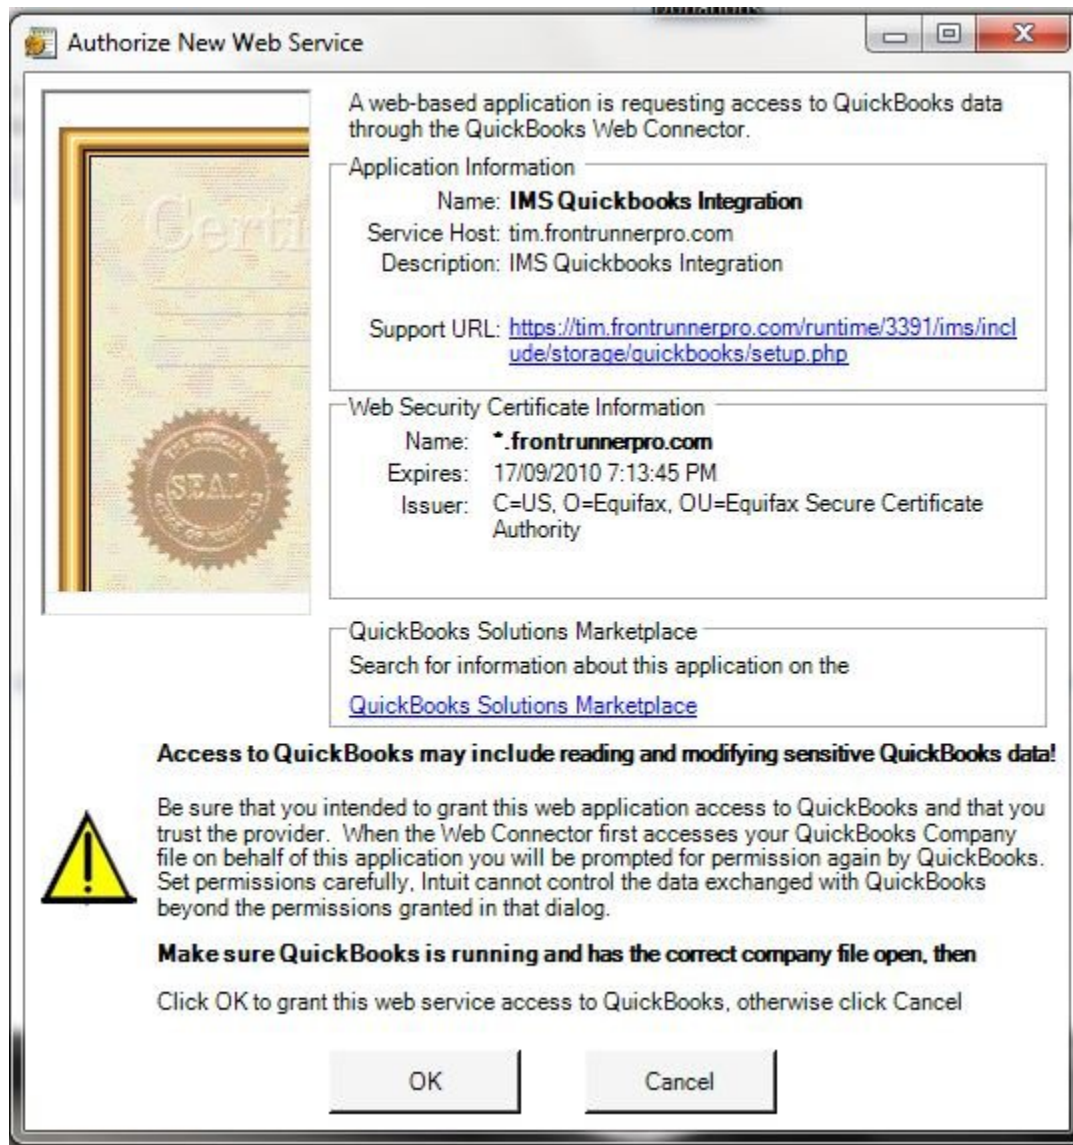 Authorize New Web Service
A web-based application is requesting access to QuickBooks data
through the QuickBooks Web Connector.
Application Information
Name: IMS Quickbooks Integration
Service Host: tim.frontrunnerpro.com
Description: IMS Quickbooks Integration
Support URL: https://tim.frontrunnerpro.com/runtime/3391/ims/incl
ude/storage/quickbooks/setup.php
Certi
SEAL
Web Security Certificate Information
Name: *.frontrunnerpro.com
Expires: 17/09/2010 7:13:45 PM
Issuer: C=US, O=Equifax, OU=Equifax Secure Certificate
Authority
QuickBooks Solutions Marketplace
Search for information about this application on the
QuickBooks Solutions Marketplace
Access to QuickBooks may include reading and modifying sensitive QuickBooks data!
Be sure that you intended to grant this web application access to QuickBooks and that you
trust the provider. When the Web Connector first accesses your QuickBooks Company
file on behalf of this application you will be prompted for permission again by QuickBooks.
Set permissions carefully, Intuit cannot control the data exchanged with QuickBooks
beyond the permissions granted in that dialog.
Make sure QuickBooks is running and has the correct company file open, then
Click OK to grant this web service access to QuickBooks, otherwise click Cancel
OK
Cancel